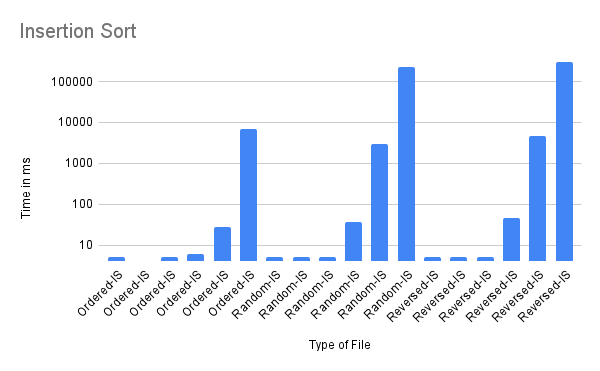 Insertion Sort
100000
10000
1000
100
10
Time in ms
Ordered-IS
Ordered-IS
Ordered-IS
Ordered-IS
Ordered-IS
Ordered-IS
Random-IS
Random-IS
Random-IS
Random-IS
Random-IS
Random-IS
Reversed-IS
Reversed-IS
Reversed-IS
Reversed-IS
Reversed-IS
Reversed-IS
Type of File